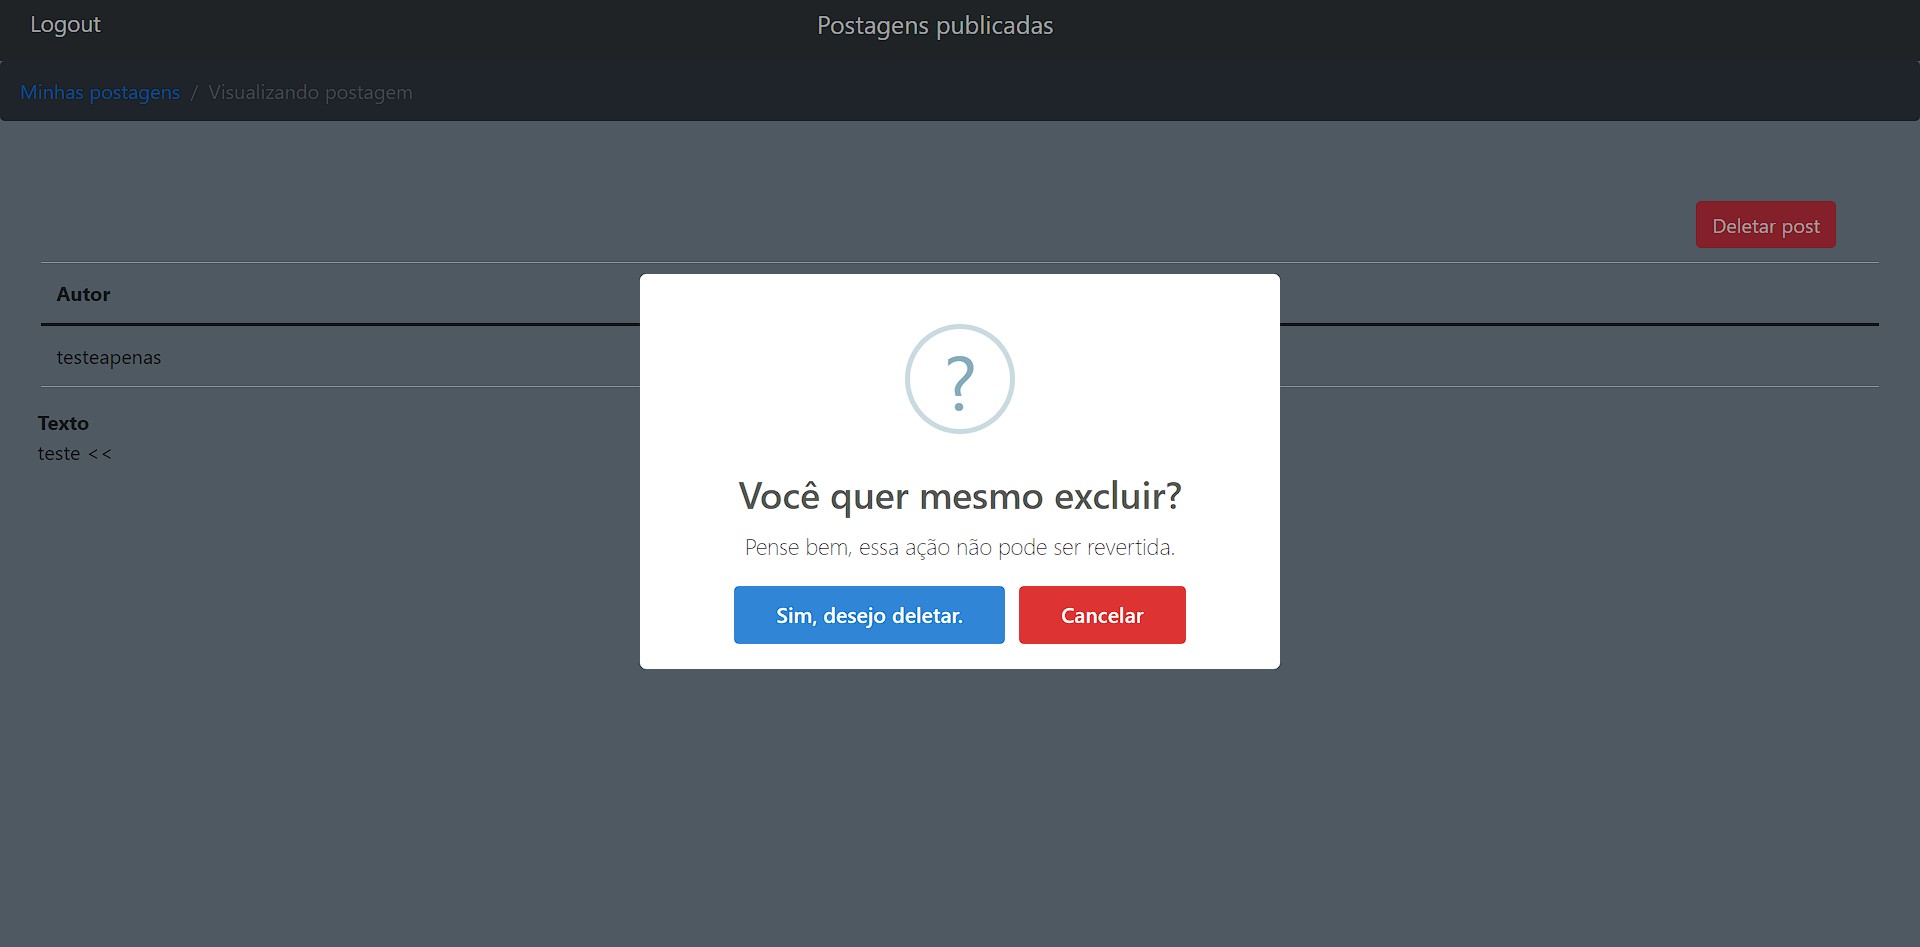 Logout
Postagens publicadas
Minhas postagens / Visualizando postagem
Deletar post
Autor
testeapenas
Texto
teste <<
?
Você quer mesmo excluir?
Pense bem, essa ação não pode ser revertida.
Sim, desejo deletar.
Cancelar